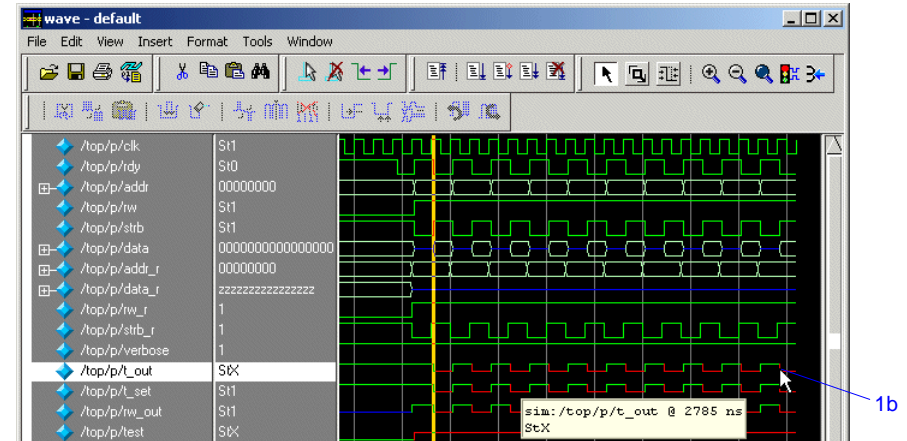 wave - default
File Edit View Insert Format Tools Window
/top/p/clk St1
/top/p/rdy St0
/top/p/addr 00000000
/top/p/rw St1
/top/p/strb St1
/top/p/data 0000000000000000
/top/p/addr_r 00000000
/top/p/data_r zzzzzzzzzzzzzzzz
/top/p/rw_r 1
/top/p/strb_r 1
/top/p/verbose 1
/top/p/t_out StX
/top/p/t_set St1
/top/p/rw_out St1
/top/p/test StX
sim:/top/p/t_out @ 2785 ns
StX
1b